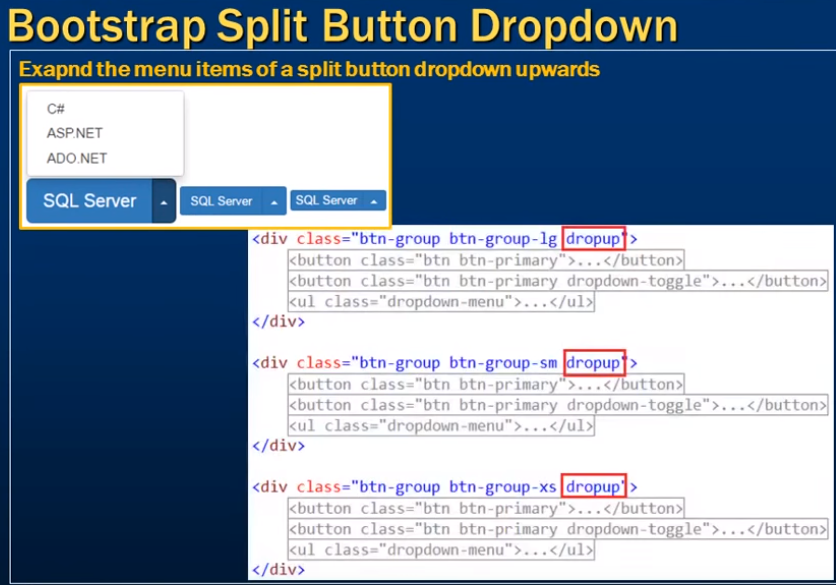 Bootstrap Split Button Dropdown
Exapnd the menu items of a split button dropdown upwards
C#
ASP.NET
ADO.NET
SQL Server SQL Server SQL Server
<div class="btn-group btn-group-lg dropup">
<button class="btn btn-primary">...</button>
<button class="btn btn-primary dropdown-toggle">...</button>
<ul class="dropdown-menu">...</ul>
</div>
<div class="btn-group btn-group-sm dropup">
<button class="btn btn-primary">...</button>
<button class="btn btn-primary dropdown-toggle">...</button>
<ul class="dropdown-menu">...</ul>
</div>
<div class="btn-group btn-group-xs dropup">
<button class="btn btn-primary">...</button>
<button class="btn btn-primary dropdown-toggle">...</button>
<ul class="dropdown-menu">...</ul>
</div>